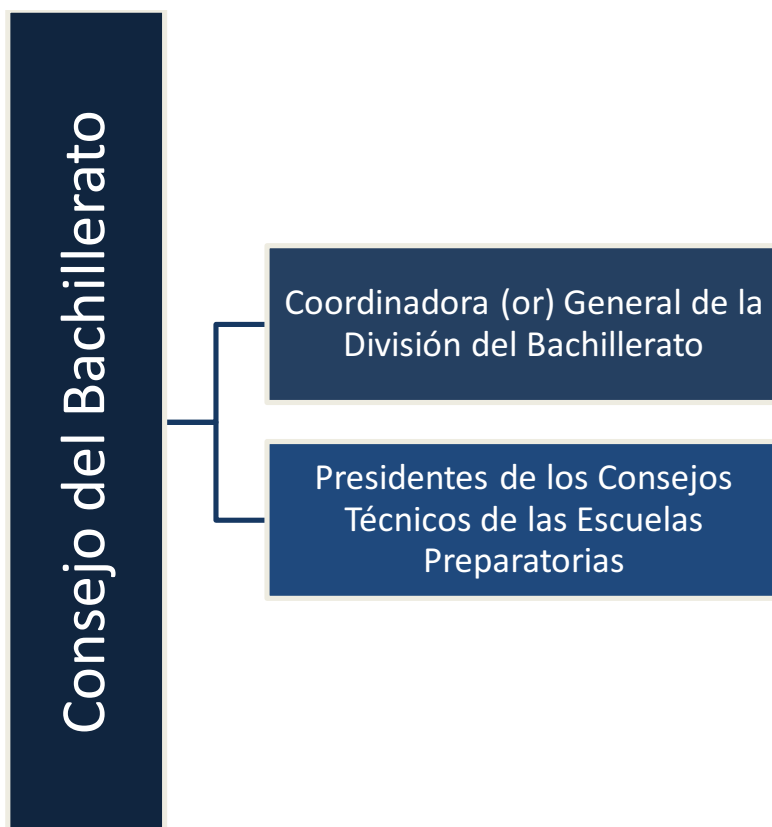 Consejo del Bachillerato
Coordinadora (or) General de la
División del Bachillerato
Presidentes de los Consejos
Técnicos de las Escuelas
Preparatorias